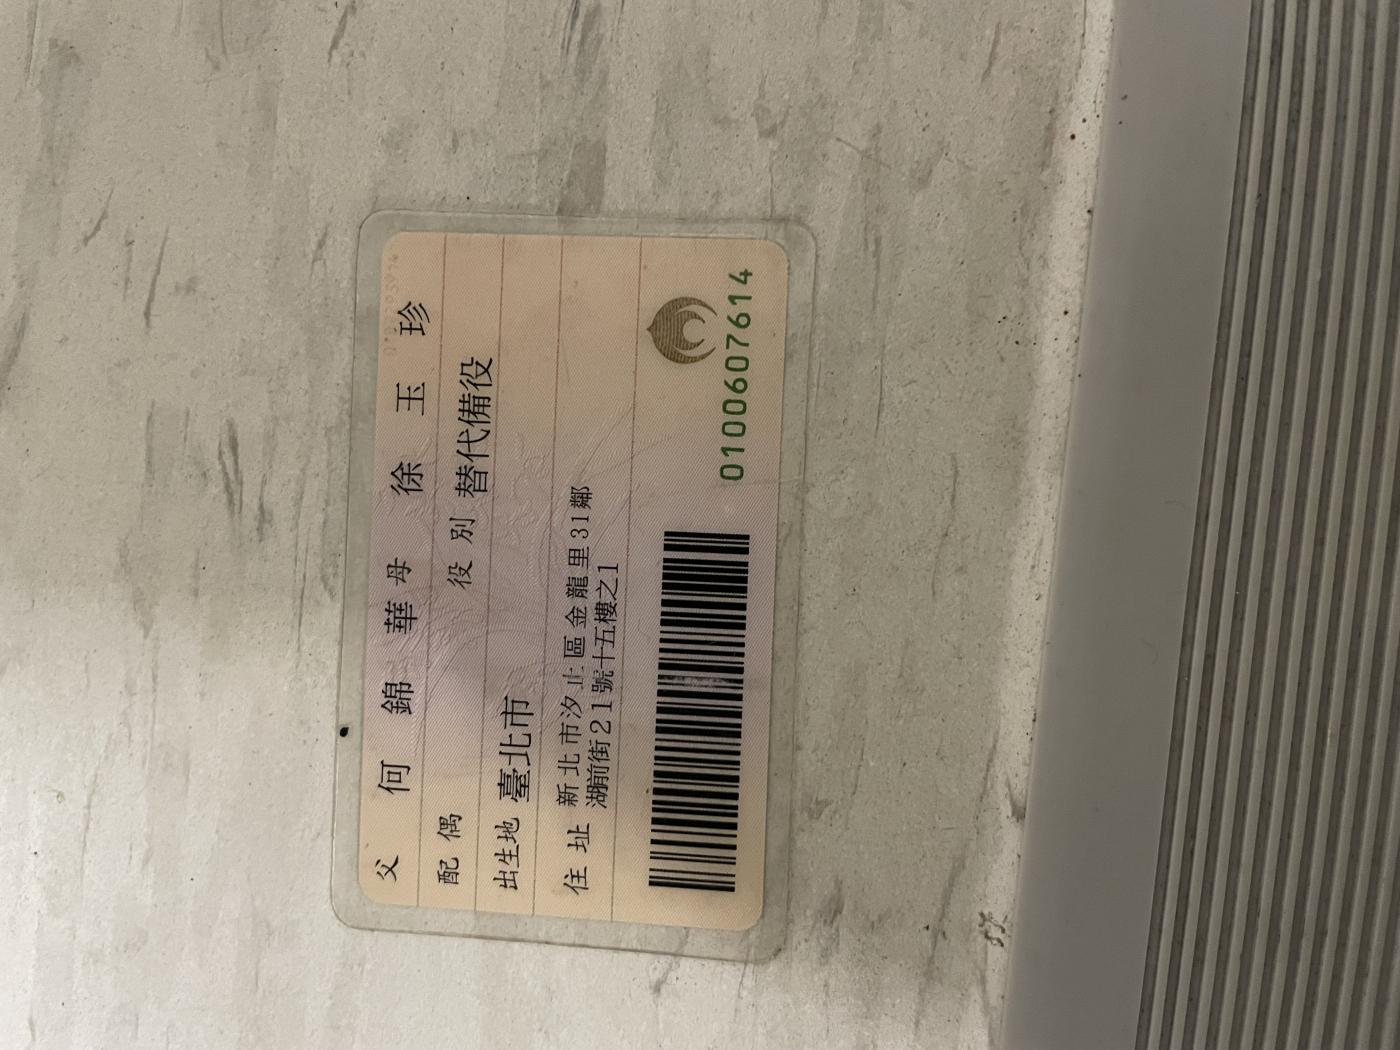 父 何錦華 母 徐玉珍
配偶 役別 替代備役
出生地 臺北市
住址 新北市汐止區金龍里31鄰
湖前街21號十五樓之1
0100607614